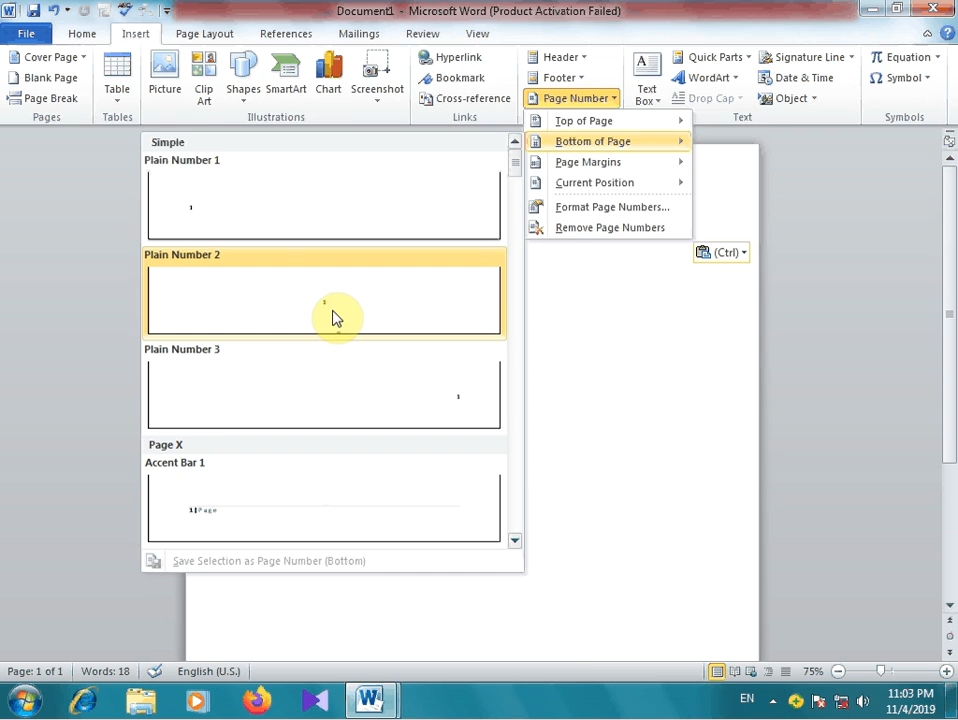 Document1 - Microsoft Word (Product Activation Failed)
File Home Insert Page Layout References Mailings Review View
Cover Page
Blank Page
Page Break
Pages
Table
Tables
Picture
Clip Art
Shapes
SmartArt
Chart
Screenshot
Illustrations
Hyperlink
Bookmark
Cross-reference
Links
Header
Footer
Page Number
Text Box
Quick Parts
WordArt
Drop Cap
Signature Line
Date & Time
Object
Text
Equation
Symbol
Symbols
Top of Page
Bottom of Page
Page Margins
Current Position
Format Page Numbers...
Remove Page Numbers
Simple
Plain Number 1
1
Plain Number 2
1
Plain Number 3
1
Page X
Accent Bar 1
1|Page
Save Selection as Page Number (Bottom)
(Ctrl)
Page: 1 of 1 Words: 18 English (U.S.) 75%
EN
11:03 PM
11/4/2019